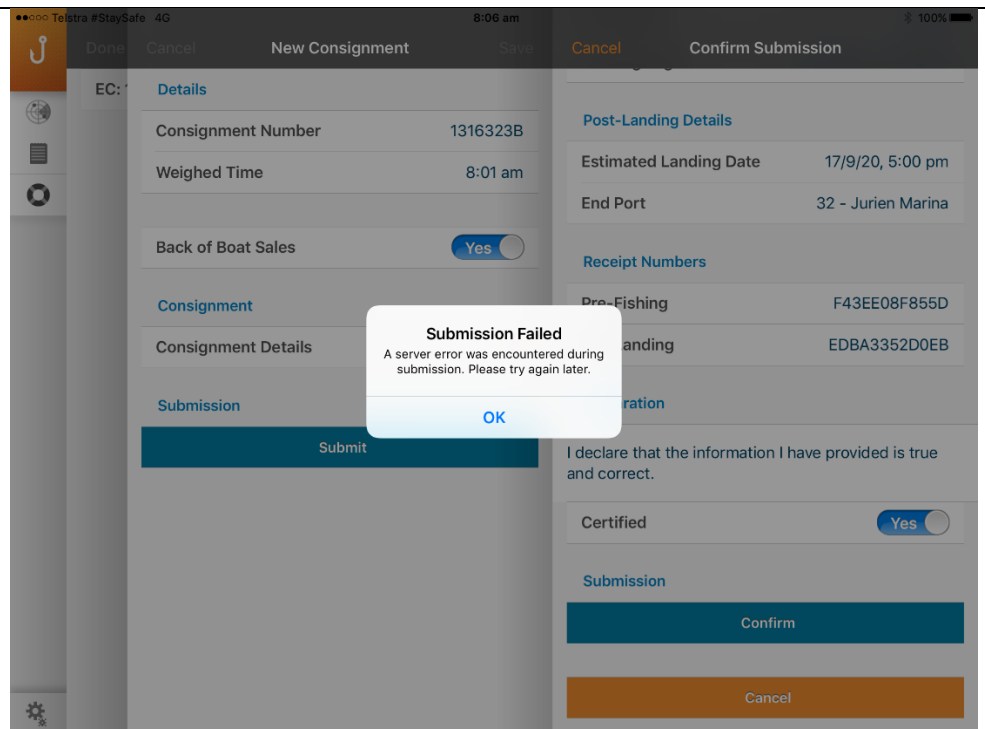 Telstra #StaySafe 4G
8:06 am
100%
Done
Cancel
New Consignment
Save
Cancel
Confirm Submission
EC:
Details
Consignment Number 1316323B
Weighed Time 8:01 am
Back of Boat Sales Yes
Consignment
Consignment Details
Submission
Submit
Post-Landing Details
Estimated Landing Date 17/9/20, 5:00 pm
End Port 32 - Jurien Marina
Receipt Numbers
Pre-Fishing F43EE08F855D
anding EDBA3352D0EB
ration
I declare that the information I have provided is true
and correct.
Certified Yes
Submission
Confirm
Cancel
Submission Failed
A server error was encountered during
submission. Please try again later.
OK